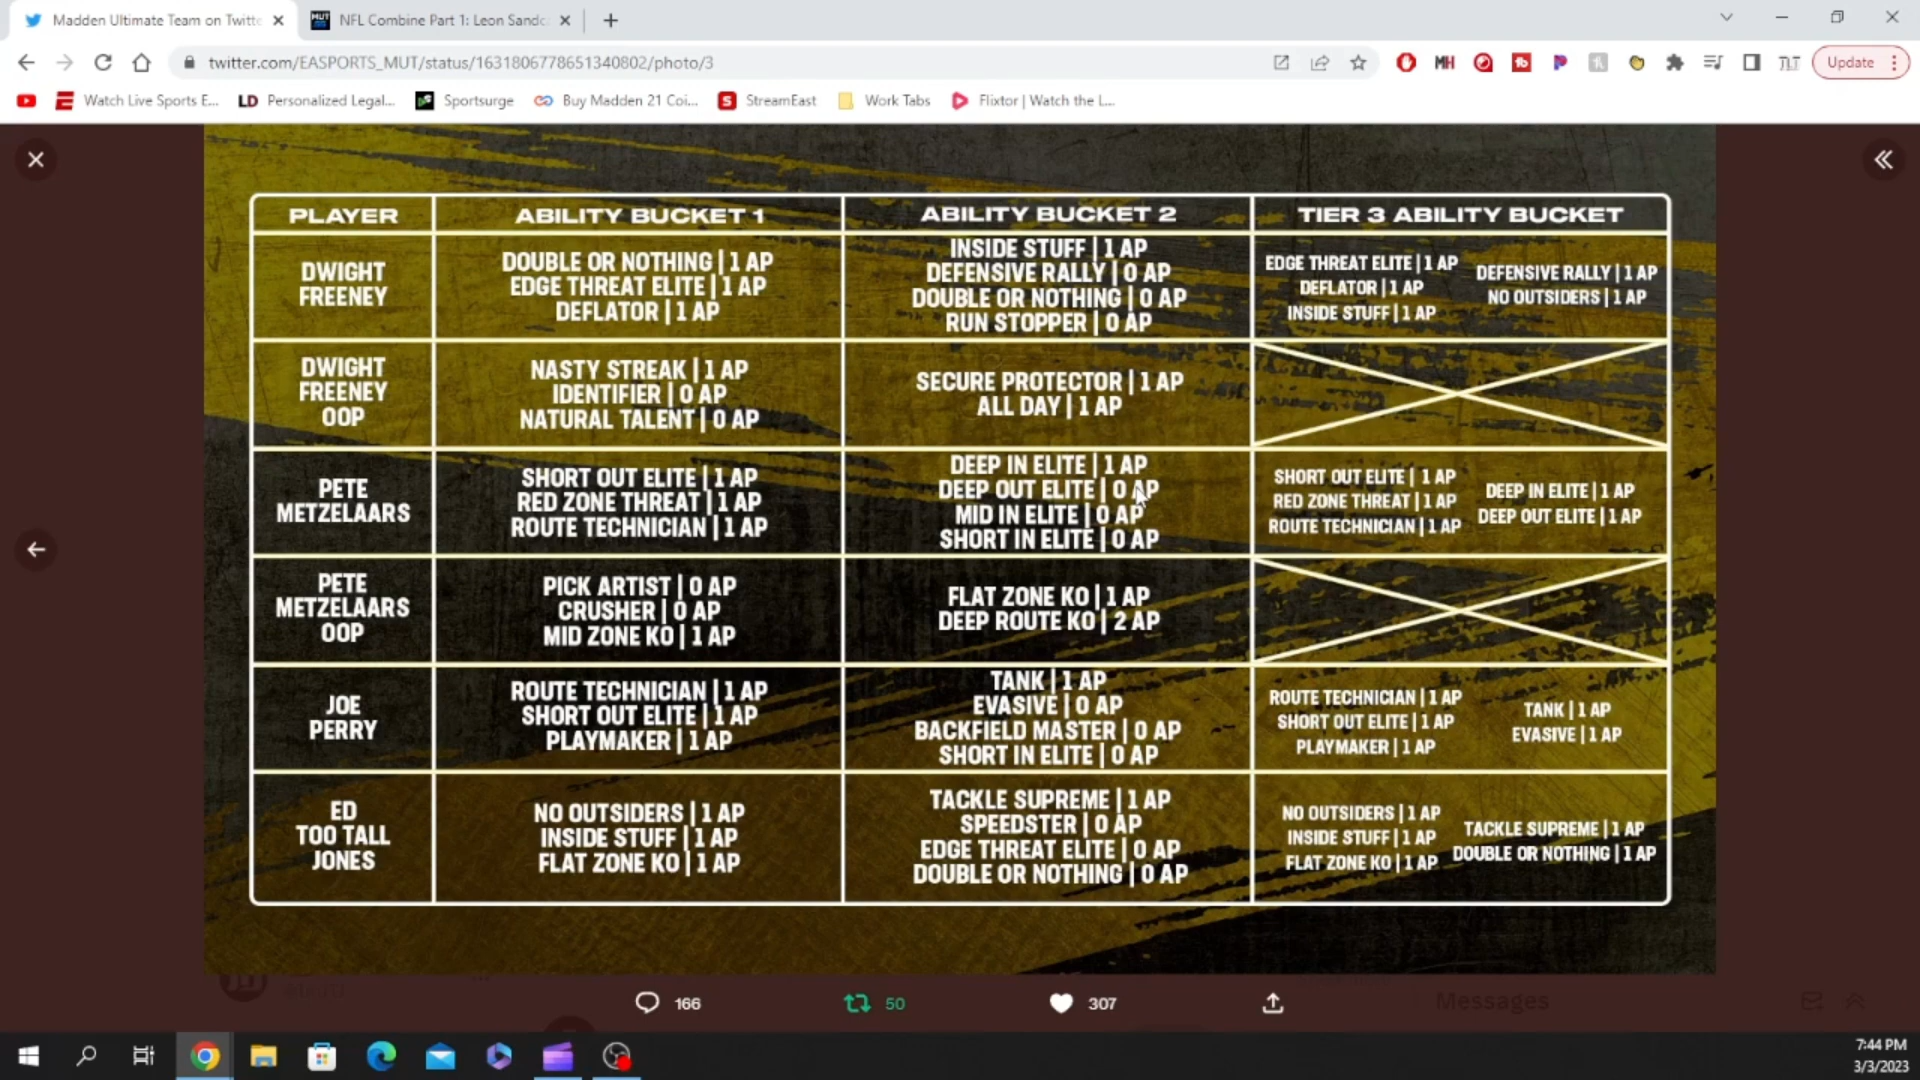 Madden Ultimate Team on Twitte
NFL Combine Part 1: Leon Sandc
twitter.com/EASPORTS_MUT/status/1631806778651340802/photo/3
Update
Watch Live Sports E...
LD Personalized Legal...
Sportsurge
Buy Madden 21 Coi...
StreamEast
Work Tabs
Flixtor | Watch the L...
PLAYER
ABILITY BUCKET 1
ABILITY BUCKET 2
TIER 3 ABILITY BUCKET
DWIGHT
FREENEY
DOUBLE OR NOTHING | 1 AP
EDGE THREAT ELITE | 1 AP
DEFLATOR | 1 AP
INSIDE STUFF | 1 AP
DEFENSIVE RALLY | 0 AP
DOUBLE OR NOTHING | 0 AP
RUN STOPPER | 0 AP
EDGE THREAT ELITE | 1 AP
DEFLATOR | 1 AP
INSIDE STUFF | 1 AP
DEFENSIVE RALLY | 1 AP
NO OUTSIDERS | 1 AP
DWIGHT
FREENEY
OOP
NASTY STREAK | 1 AP
IDENTIFIER | 0 AP
NATURAL TALENT | 0 AP
SECURE PROTECTOR | 1 AP
ALL DAY | 1 AP
PETE
METZELAARS
SHORT OUT ELITE | 1 AP
RED ZONE THREAT | 1 AP
ROUTE TECHNICIAN | 1 AP
DEEP IN ELITE | 1 AP
DEEP OUT ELITE | 0 AP
MID IN ELITE | 0 AP
SHORT IN ELITE | 0 AP
SHORT OUT ELITE | 1 AP
RED ZONE THREAT | 1 AP
ROUTE TECHNICIAN | 1 AP
DEEP IN ELITE | 1 AP
DEEP OUT ELITE | 1 AP
PETE
METZELAARS
OOP
PICK ARTIST | 0 AP
CRUSHER | 0 AP
MID ZONE KO | 1 AP
FLAT ZONE KO | 1 AP
DEEP ROUTE KO | 2 AP
JOE
PERRY
ROUTE TECHNICIAN | 1 AP
SHORT OUT ELITE | 1 AP
PLAYMAKER | 1 AP
TANK | 1 AP
EVASIVE | 0 AP
BACKFIELD MASTER | 0 AP
SHORT IN ELITE | 0 AP
ROUTE TECHNICIAN | 1 AP
SHORT OUT ELITE | 1 AP
PLAYMAKER | 1 AP
TANK | 1 AP
EVASIVE | 1 AP
ED
TOO TALL
JONES
NO OUTSIDERS | 1 AP
INSIDE STUFF | 1 AP
FLAT ZONE KO | 1 AP
TACKLE SUPREME | 1 AP
SPEEDSTER | 0 AP
EDGE THREAT ELITE | 0 AP
DOUBLE OR NOTHING | 0 AP
NO OUTSIDERS | 1 AP
INSIDE STUFF | 1 AP
FLAT ZONE KO | 1 AP
TACKLE SUPREME | 1 AP
DOUBLE OR NOTHING | 1 AP
166
50
307
Messages
7:44 PM
3/3/2023